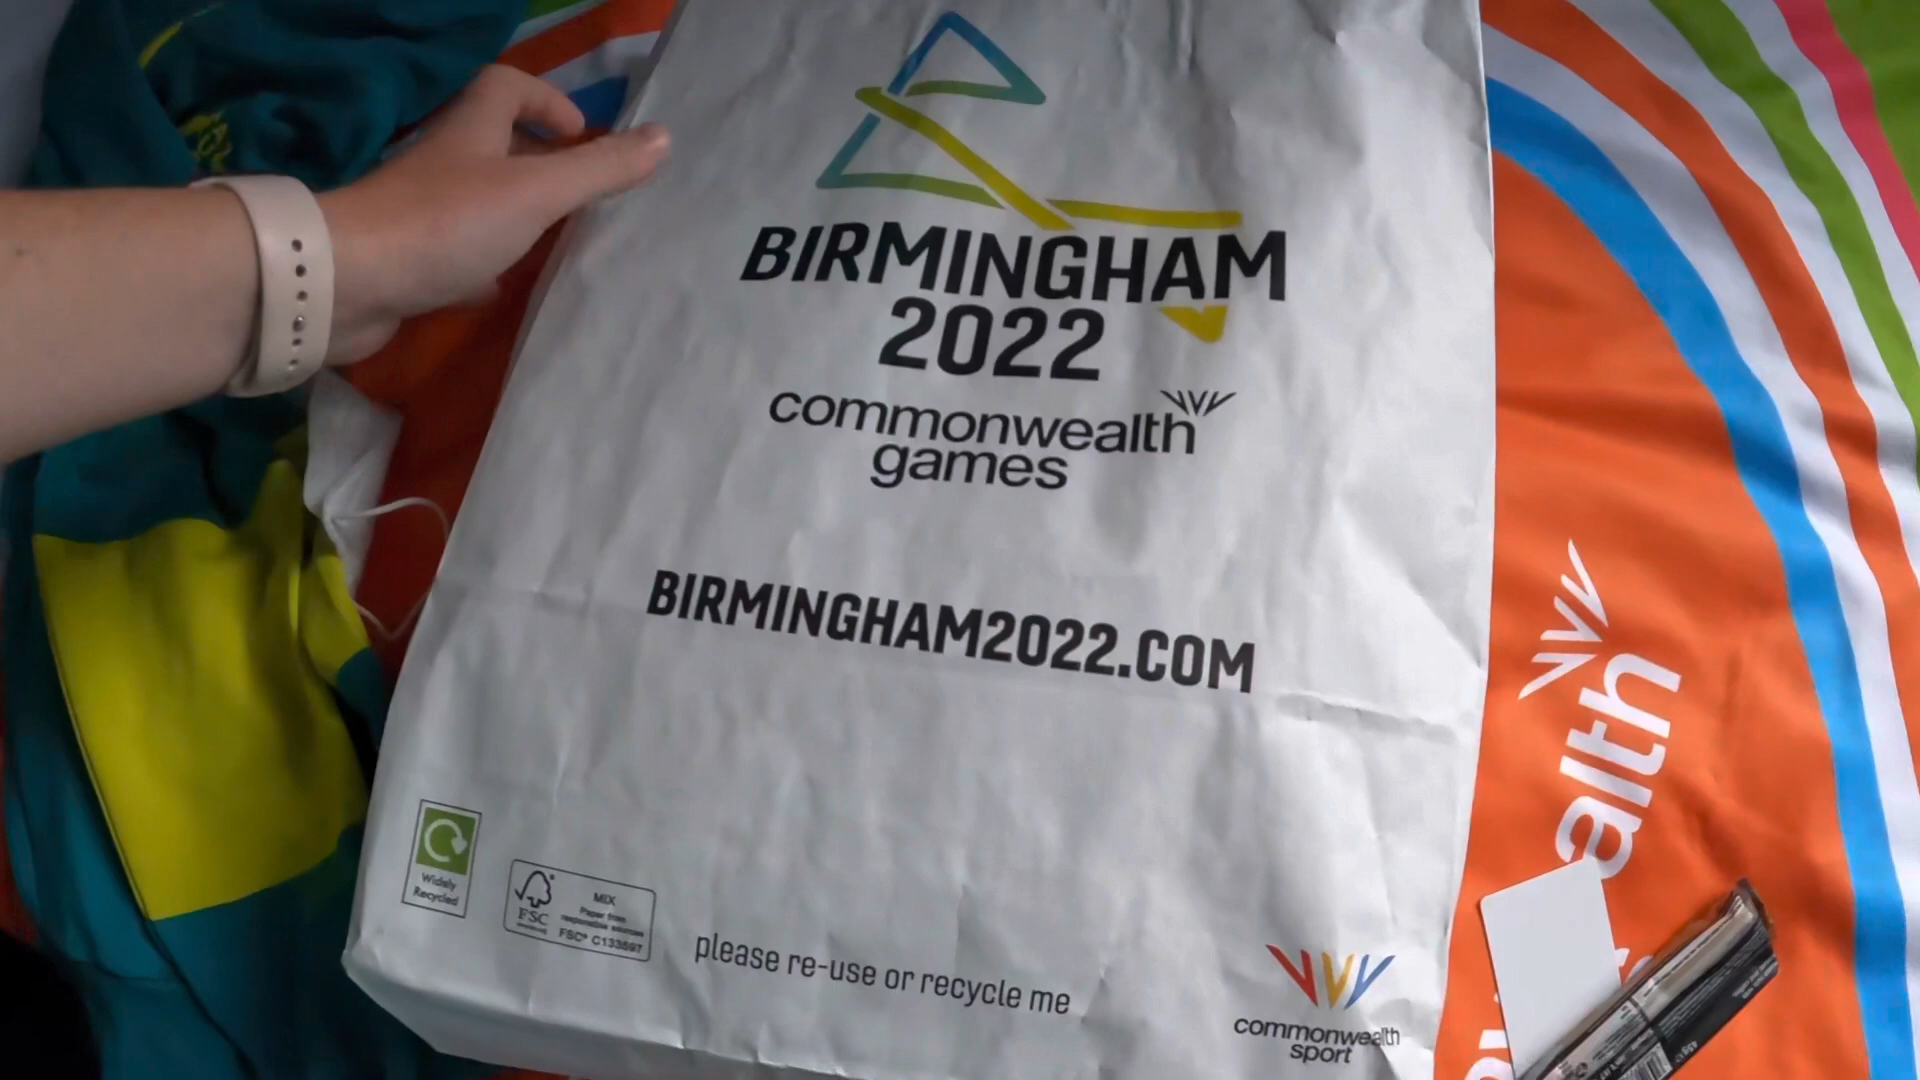 BIRMINGHAM
2022
commonwealth
games
BIRMINGHAM2022.COM
Widely
Recycled
FSC
MIX
Paper from
responsible sources
FSC® C133597
please re-use or recycle me
commonwealth
sport
alth